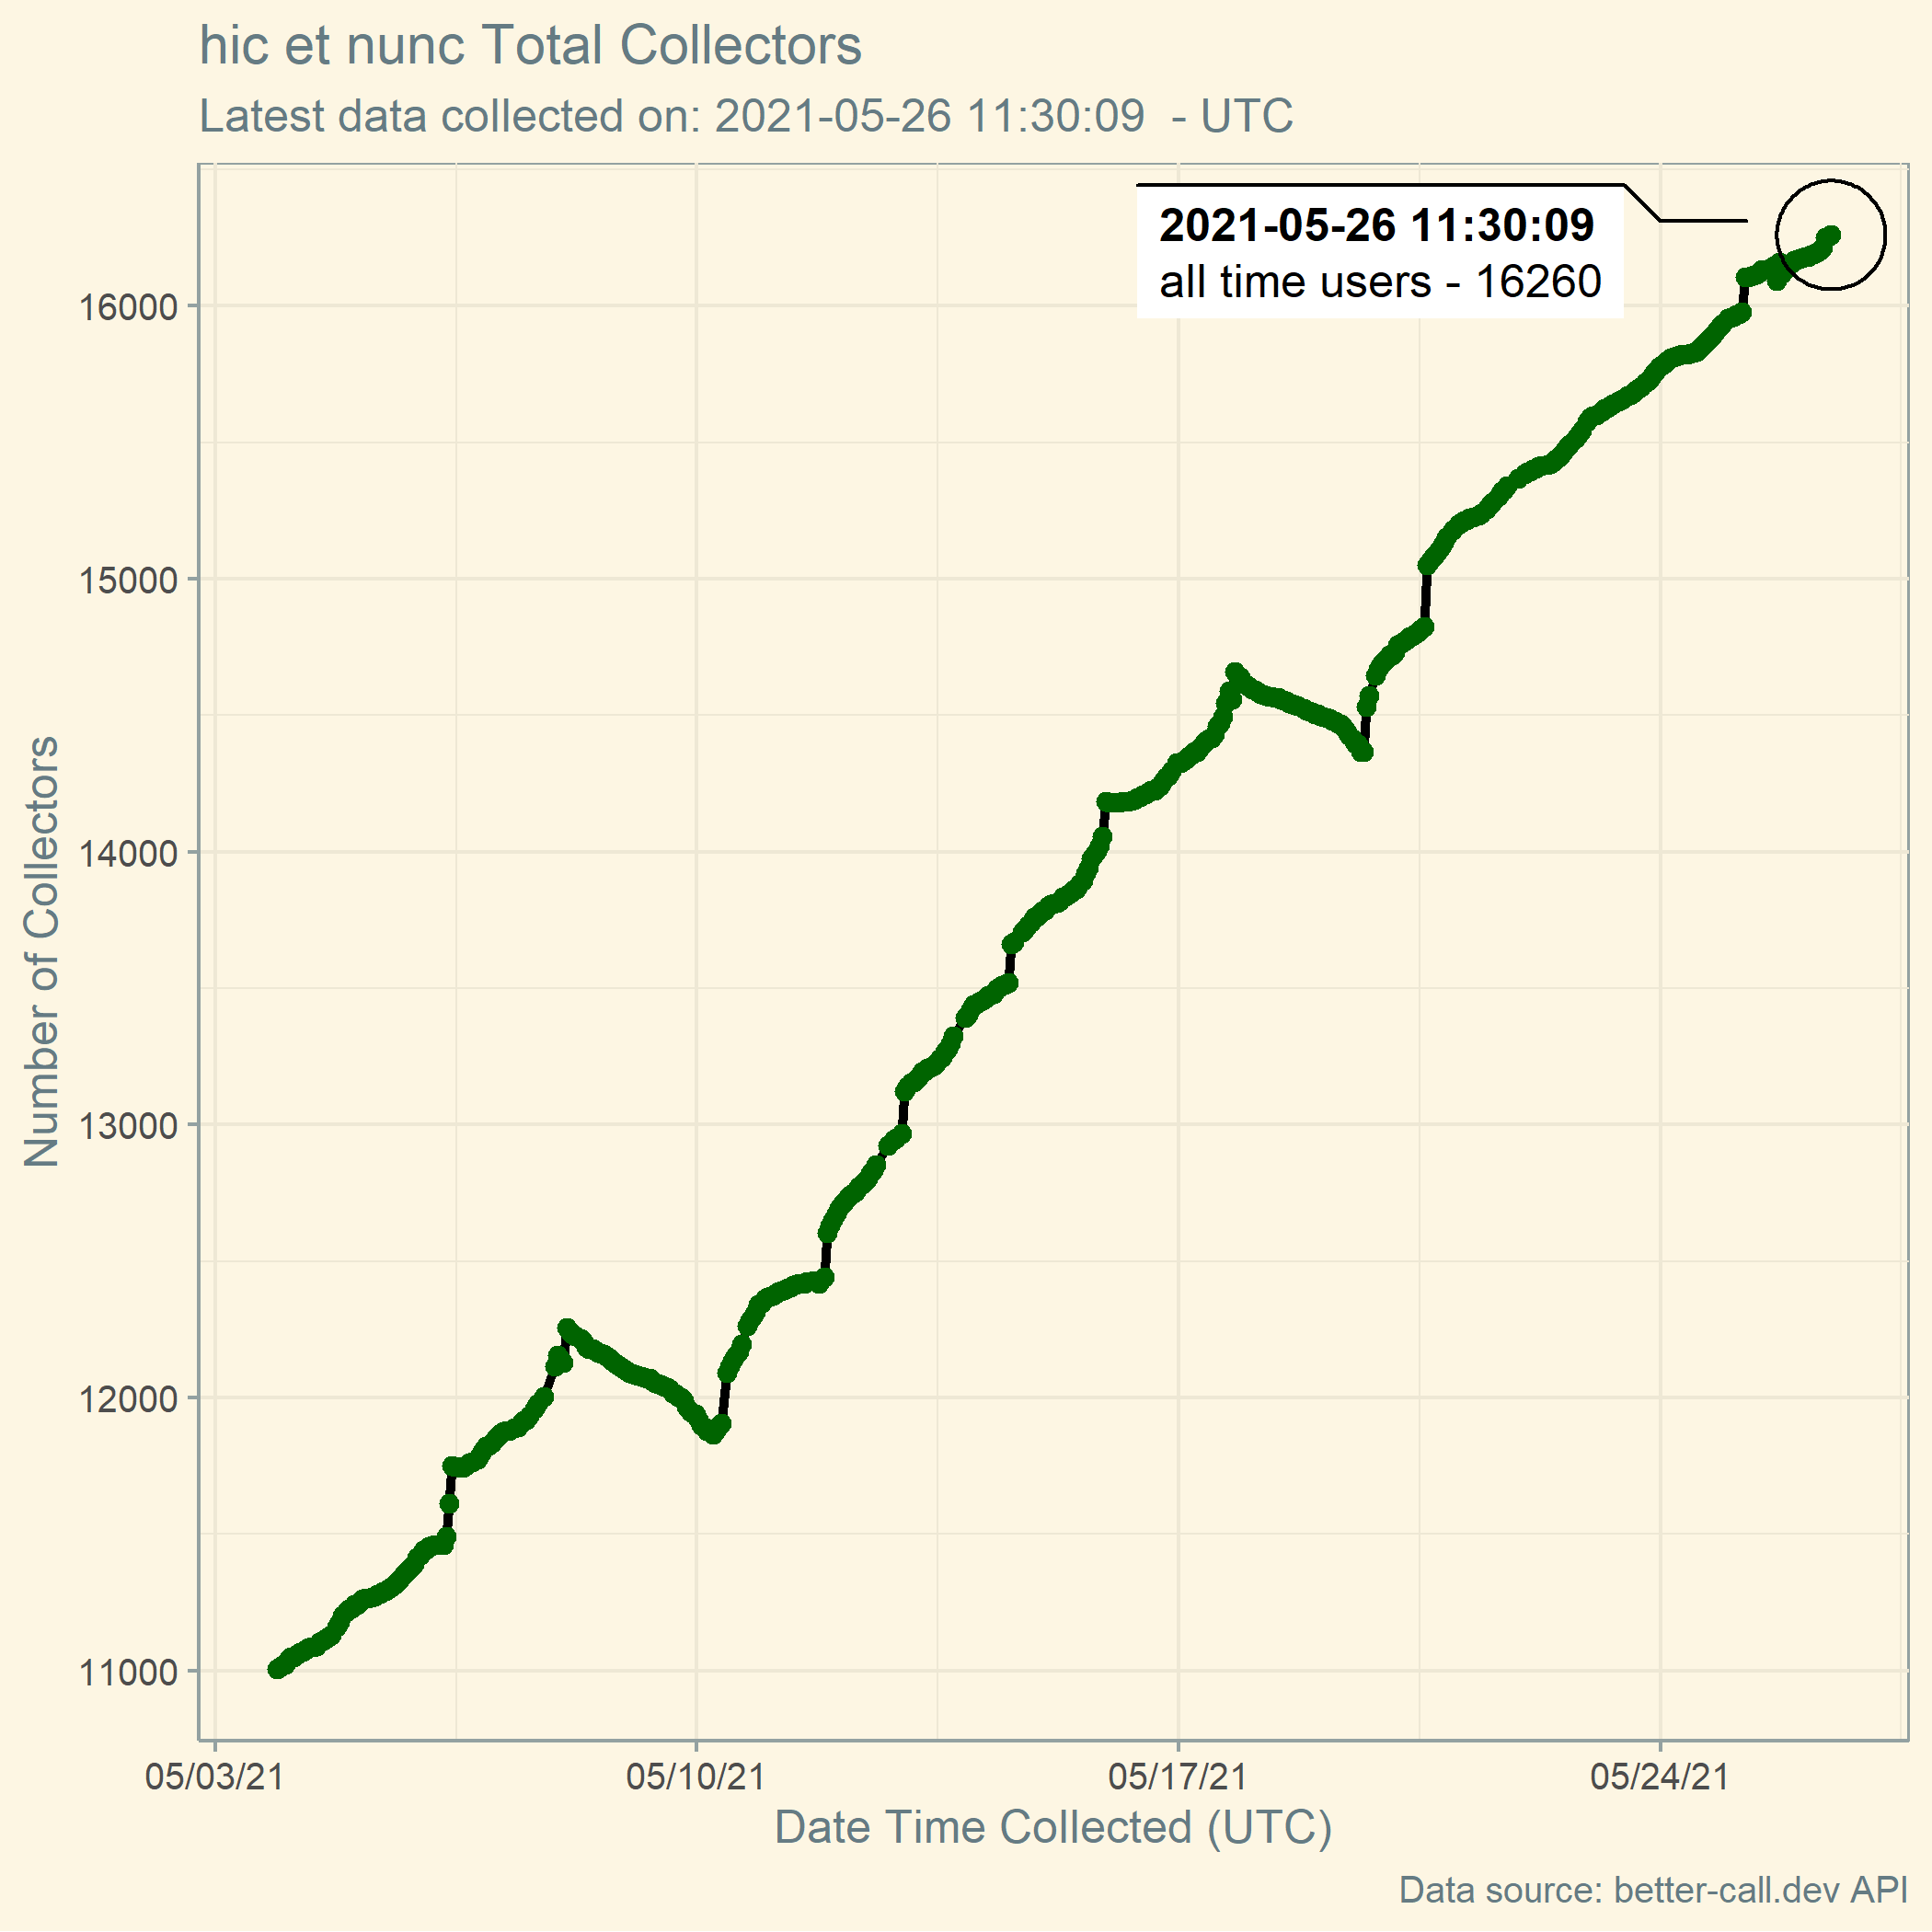 hic et nunc Total Collectors
Latest data collected on: 2021-05-26 11:30:09  - UTC
2021-05-26 11:30:09
all time users - 16260
Number of Collectors
16000
15000
14000
13000
12000
11000
05/03/21
05/10/21
05/17/21
05/24/21
Date Time Collected (UTC)
Data source: better-call.dev API